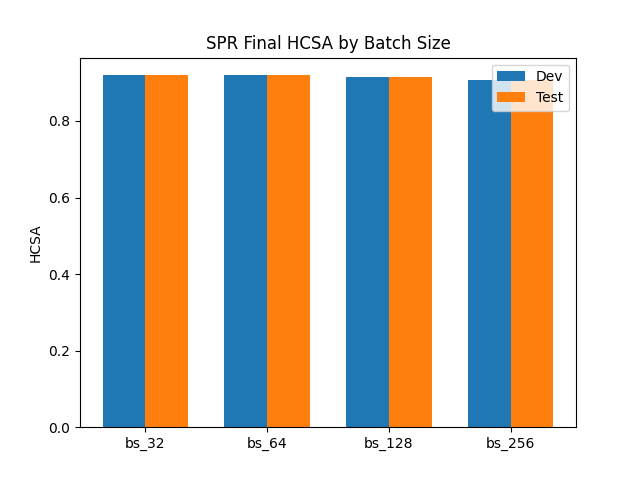 SPR Final HCSA by Batch Size
Dev
Test
HCSA
0.8
0.6
0.4
0.2
0.0
bs_32
bs_64
bs_128
bs_256